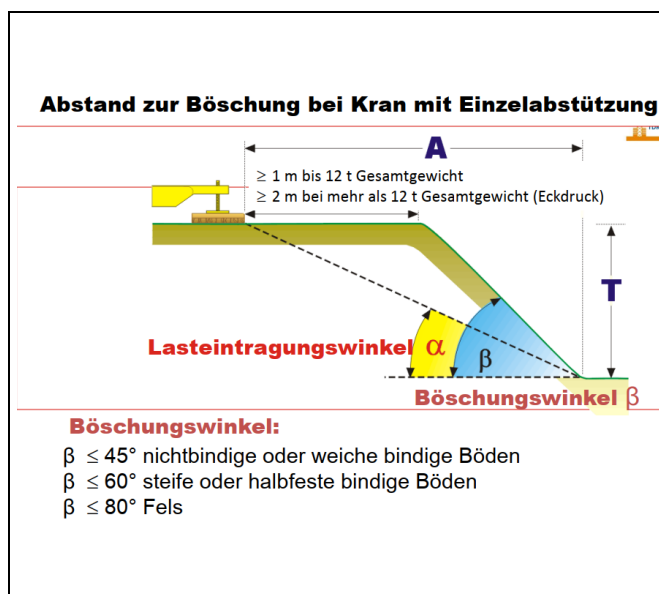 Abstand zur Böschung bei Kran mit Einzelabstützung
A
≥ 1 m bis 12 t Gesamtgewicht
≥ 2 m bei mehr als 12 t Gesamtgewicht (Eckdruck)
T
Lasteintragungswinkel α
β
Böschungswinkel β
Böschungswinkel:
β ≤ 45° nichtbindige oder weiche bindige Böden
β ≤ 60° steife oder halbfeste bindige Böden
β ≤ 80° Fels